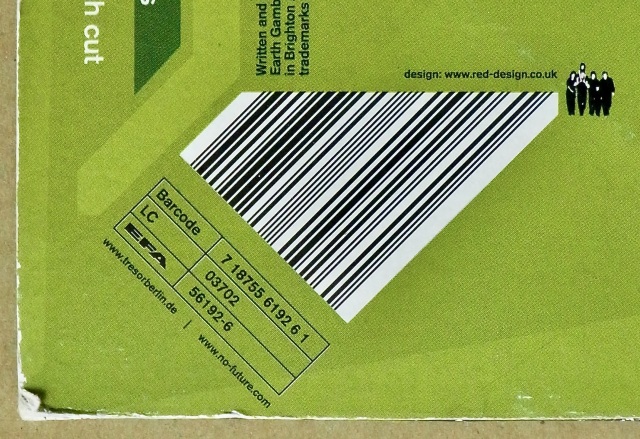 s
h cut
Written and
Earth Gamb
in Brighton
trademarks
design: www.red-design.co.uk
Barcode 7 18755 6192 6 1
LC 03702
EFA 56192-6
www.tresorberlin.de | www.no-future.com